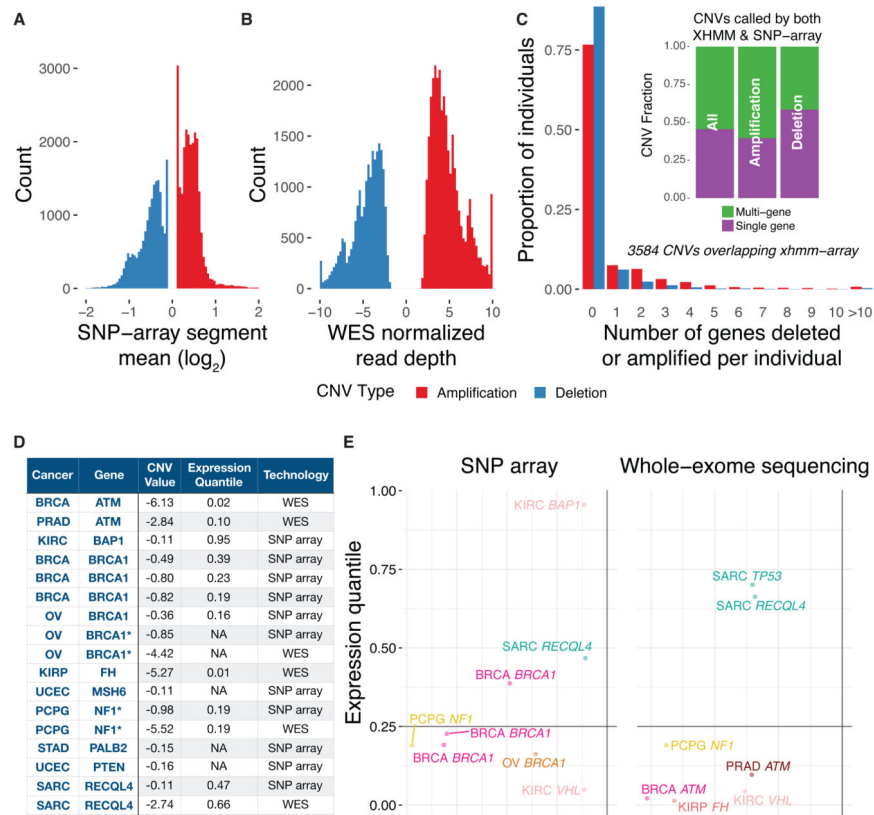 A
3000
2000
1000
0
Count
−2 −1 0 1 2
SNP−array segment
mean (log2)
B
2000
1500
1000
500
0
Count
−10 −5 0 5 10
WES normalized
read depth
C
0.75
0.50
0.25
0.00
Proportion of individuals
CNVs called by both
XHMM & SNP−array
1.00
0.75
0.50
0.25
0.00
CNV Fraction
All
Amplification
Deletion
Multi−gene
Single gene
3584 CNVs overlapping xhmm−array
0 1 2 3 4 5 6 7 8 9 10 >10
Number of genes deleted
or amplified per individual
CNV Type Amplification Deletion
D
Cancer Gene CNV Value Expression Quantile Technology
BRCA ATM -6.13 0.02 WES
PRAD ATM -2.84 0.10 WES
KIRC BAP1 -0.11 0.95 SNP array
BRCA BRCA1 -0.49 0.39 SNP array
BRCA BRCA1 -0.80 0.23 SNP array
BRCA BRCA1 -0.82 0.19 SNP array
OV BRCA1 -0.36 0.16 SNP array
OV BRCA1* -0.85 NA SNP array
OV BRCA1* -4.42 NA WES
KIRP FH -5.27 0.01 WES
UCEC MSH6 -0.11 NA SNP array
PCPG NF1* -0.98 0.19 SNP array
PCPG NF1* -5.52 0.19 WES
STAD PALB2 -0.15 NA SNP array
UCEC PTEN -0.16 NA SNP array
SARC RECQL4 -0.11 0.47 SNP array
SARC RECQL4 -2.74 0.66 WES
E
SNP array
Whole−exome sequencing
1.00
0.75
0.50
0.25
0.00
Expression quantile
KIRC BAP1
SARC RECQL4
BRCA BRCA1
PCPG NF1
BRCA BRCA1
BRCA BRCA1
OV BRCA1
KIRC VHL
SARC TP53
SARC RECQL4
PCPG NF1
PRAD ATM
BRCA ATM
KIRC VHL
KIRP FH